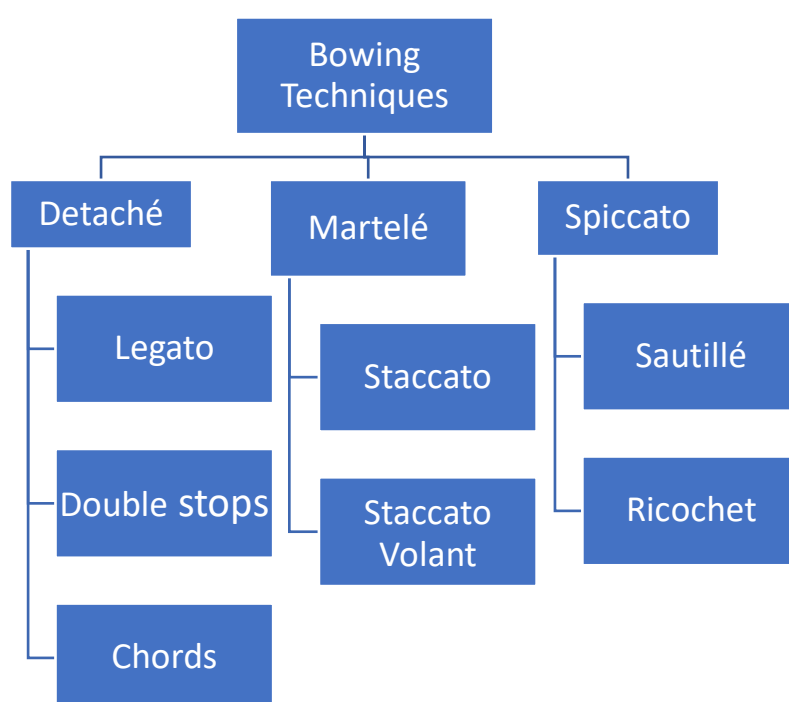 Bowing
Techniques
Detaché
Martelé
Spiccato
Legato
Staccato
Sautillé
Double stops
Staccato
Volant
Ricochet
Chords